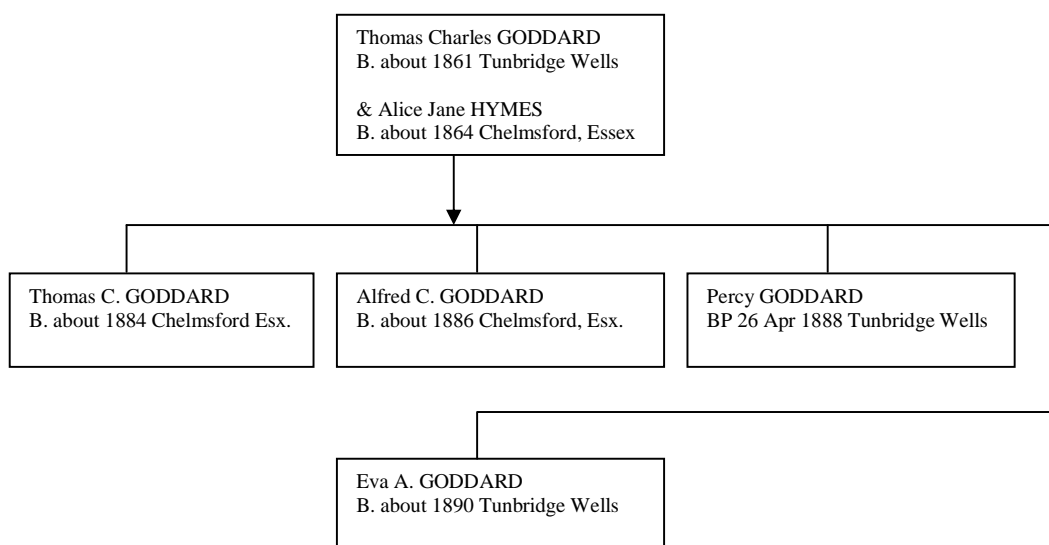 Thomas Charles GODDARD
B. about 1861 Tunbridge Wells
& Alice Jane HYMES
B. about 1864 Chelmsford, Essex
Thomas C. GODDARD
B. about 1884 Chelmsford Esx.
Alfred C. GODDARD
B. about 1886 Chelmsford, Esx.
Percy GODDARD
BP 26 Apr 1888 Tunbridge Wells
Eva A. GODDARD
B. about 1890 Tunbridge Wells